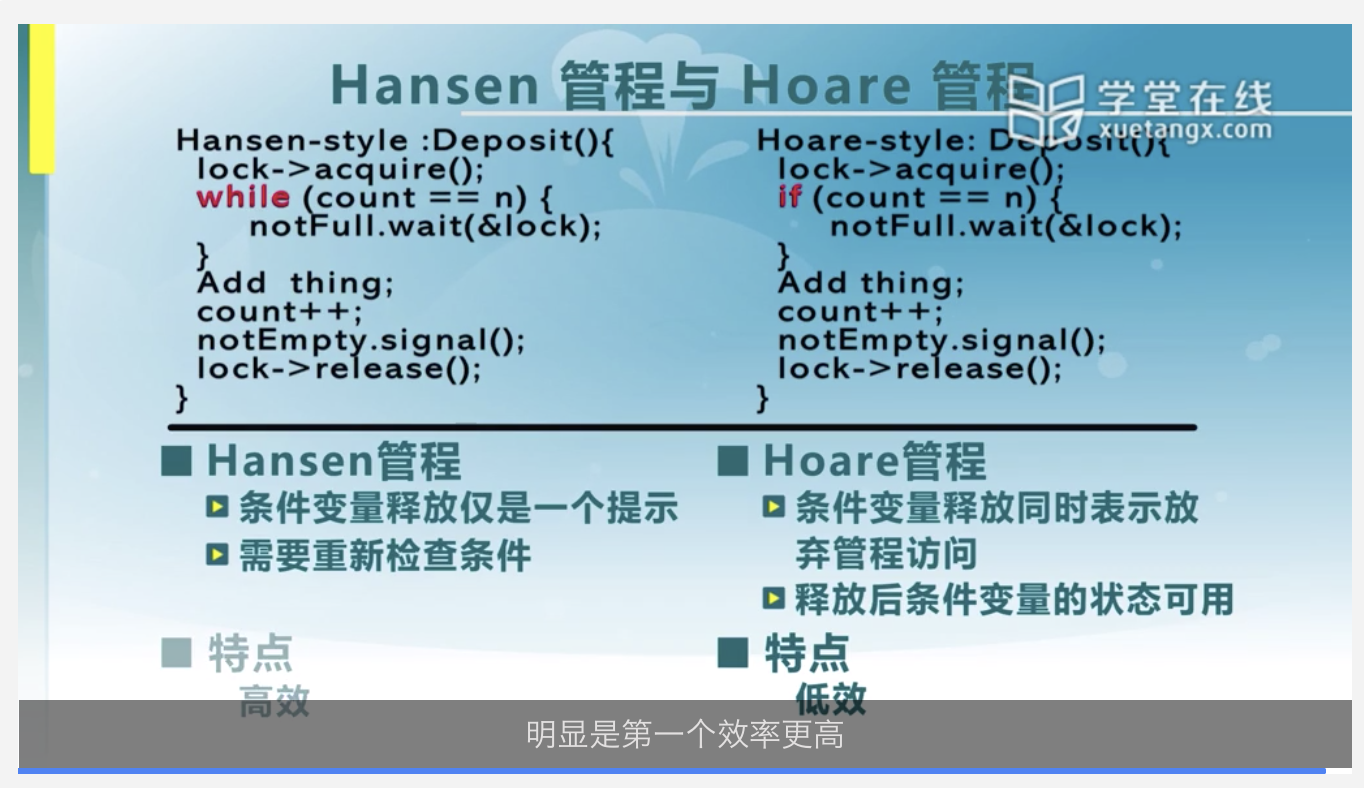 Hansen 管程与 Hoare 管程
学堂在线
xuetangx.com
Hansen-style :Deposit(){
lock->acquire();
while (count == n) {
notFull.wait(&lock);
}
Add thing;
count++;
notEmpty.signal();
lock->release();
}
Hoare-style: Deposit(){
lock->acquire();
if (count == n) {
notFull.wait(&lock);
}
Add thing;
count++;
notEmpty.signal();
lock->release();
}
Hansen管程
条件变量释放仅是一个提示
需要重新检查条件
特点
高效
Hoare管程
条件变量释放同时表示放
弃管程访问
释放后条件变量的状态可用
特点
低效
明显是第一个效率更高